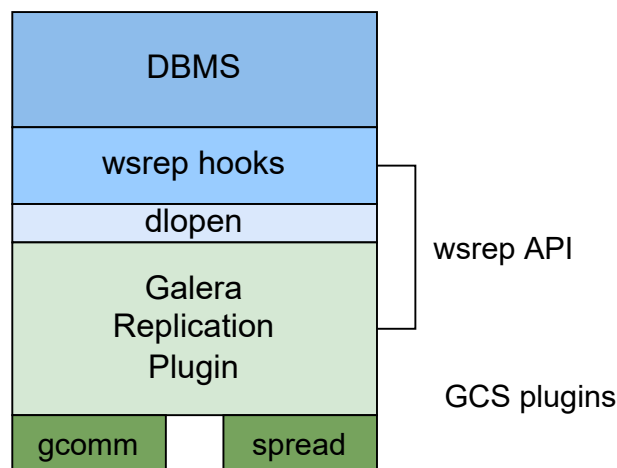 DBMS
wsrep hooks
dlopen
wsrep API
Galera
Replication
Plugin
GCS plugins
gcomm
spread